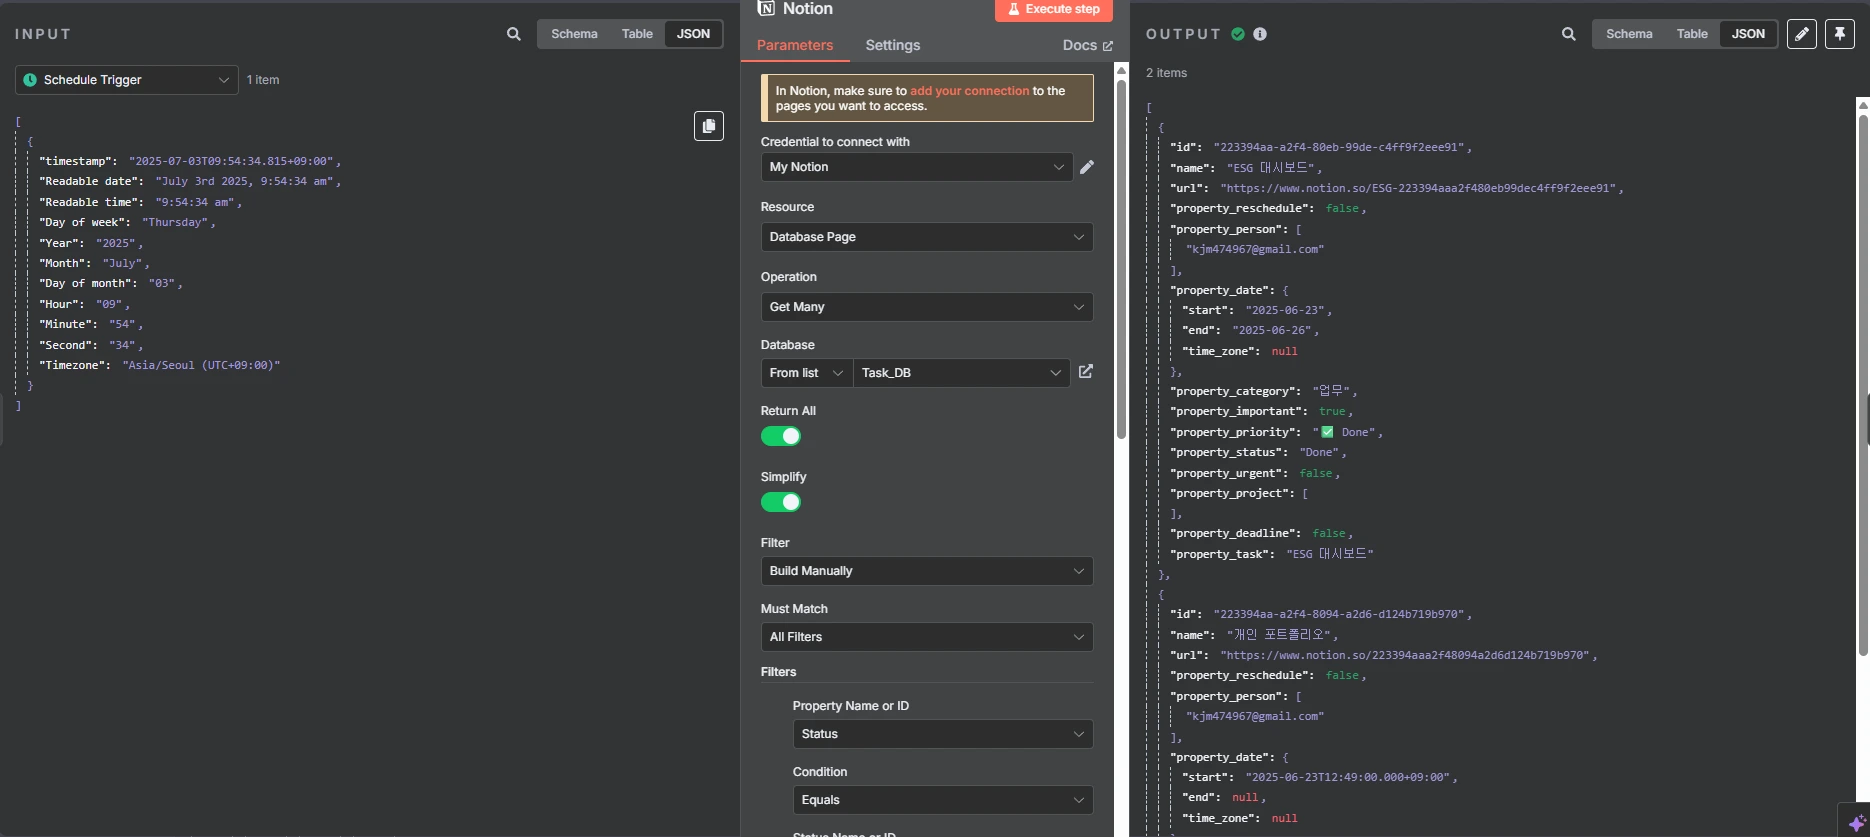 INPUT
Schema
Table
JSON
Schedule Trigger
1 item
[
{
"timestamp": "2025-07-03T09:54:34.815+09:00",
"Readable date": "July 3rd 2025, 9:54:34 am",
"Readable time": "9:54:34 am",
"Day of week": "Thursday",
"Year": "2025",
"Month": "July",
"Day of month": "03",
"Hour": "09",
"Minute": "54",
"Second": "34",
"Timezone": "Asia/Seoul (UTC+09:00)"
}
]
Notion
Execute step
Parameters
Settings
Docs
In Notion, make sure to add your connection to the
pages you want to access.
Credential to connect with
My Notion
Resource
Database Page
Operation
Get Many
Database
From list
Task_DB
Return All
Simplify
Filter
Build Manually
Must Match
All Filters
Filters
Property Name or ID
Status
Condition
Equals
Status Name or ID
OUTPUT
Schema
Table
JSON
2 items
[
{
"id": "223394aa-a2f4-80eb-99de-c4ff9f2eee91",
"name": "ESG 대시보드",
"url": "https://www.notion.so/ESG-223394aaa2f480eb99dec4ff9f2eee91",
"property_reschedule": false,
"property_person": [
"kjm474967@gmail.com"
],
"property_date": {
"start": "2025-06-23",
"end": "2025-06-26",
"time_zone": null
},
"property_category": "업무",
"property_important": true,
"property_priority": "✅ Done",
"property_status": "Done",
"property_urgent": false,
"property_project": [
],
"property_deadline": false,
"property_task": "ESG 대시보드"
},
{
"id": "223394aa-a2f4-8094-a2d6-d124b719b970",
"name": "개인 포트폴리오",
"url": "https://www.notion.so/223394aaa2f48094a2d6d124b719b970",
"property_reschedule": false,
"property_person": [
"kjm474967@gmail.com"
],
"property_date": {
"start": "2025-06-23T12:49:00.000+09:00",
"end": null,
"time_zone": null